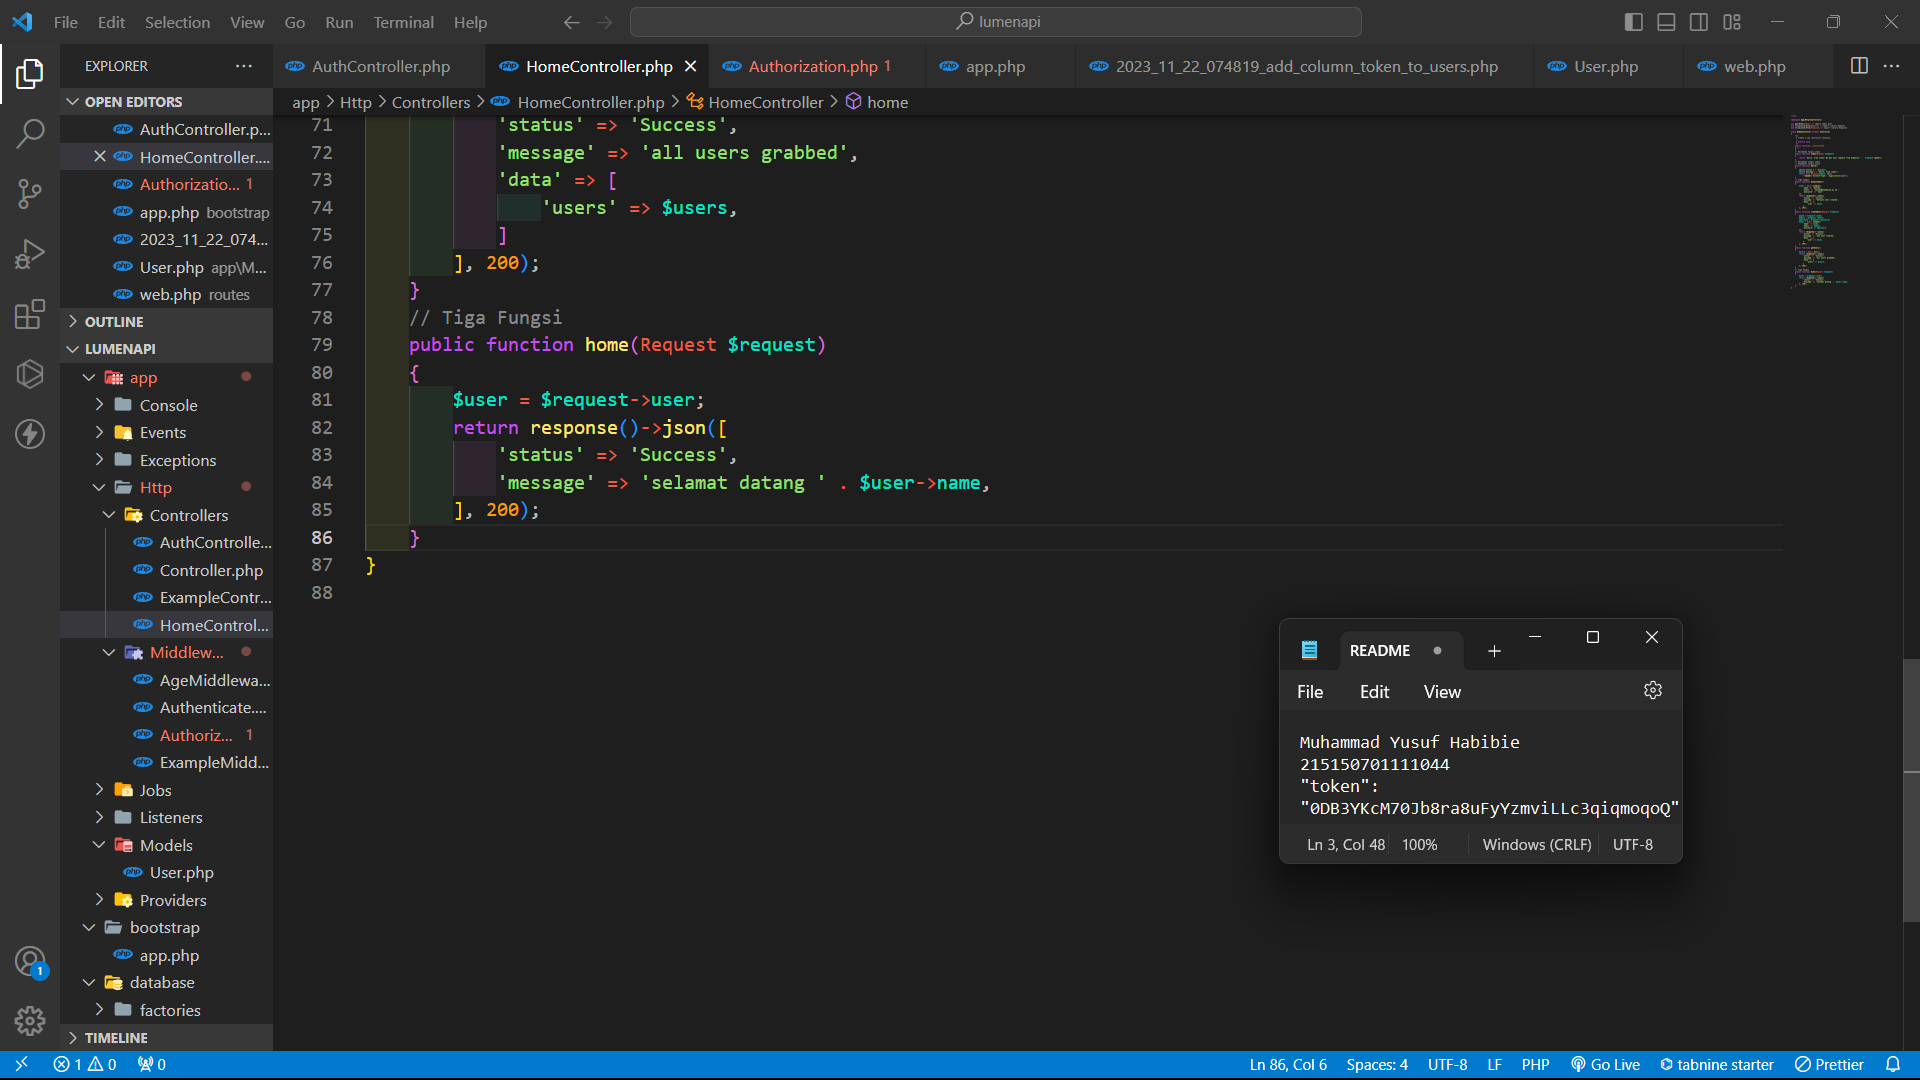 File Edit Selection View Go Run Terminal Help
lumenapi
EXPLORER
OPEN EDITORS
AuthController.p...
HomeController....
Authorizatio... 1
app.php bootstrap
2023_11_22_074...
User.php app\M...
web.php routes
OUTLINE
LUMENAPI
app
Console
Events
Exceptions
Http
Controllers
AuthControlle...
Controller.php
ExampleContr...
HomeControl...
Middlew...
AgeMiddlewa...
Authenticate....
Authoriz... 1
ExampleMidd...
Jobs
Listeners
Models
User.php
Providers
bootstrap
app.php
database
factories
TIMELINE
AuthController.php
HomeController.php
Authorization.php 1
app.php
2023_11_22_074819_add_column_token_to_users.php
User.php
web.php
app > Http > Controllers > HomeController.php > HomeController > home
71 'status' => 'Success',
72 'message' => 'all users grabbed',
73 'data' => [
74 'users' => $users,
75 ]
76 ], 200);
77 }
78 // Tiga Fungsi
79 public function home(Request $request)
80 {
81 $user = $request->user;
82 return response()->json([
83 'status' => 'Success',
84 'message' => 'selamat datang ' . $user->name,
85 ], 200);
86 }
87 }
88
README
File Edit View
Muhammad Yusuf Habibie
215150701111044
"token":
"0DB3YKcM70Jb8ra8uFyYzmviLLc3qiqmoqoQ"
Ln 3, Col 48 100% Windows (CRLF) UTF-8
1
1 0 0
Ln 86, Col 6 Spaces: 4 UTF-8 LF PHP Go Live tabnine starter Prettier